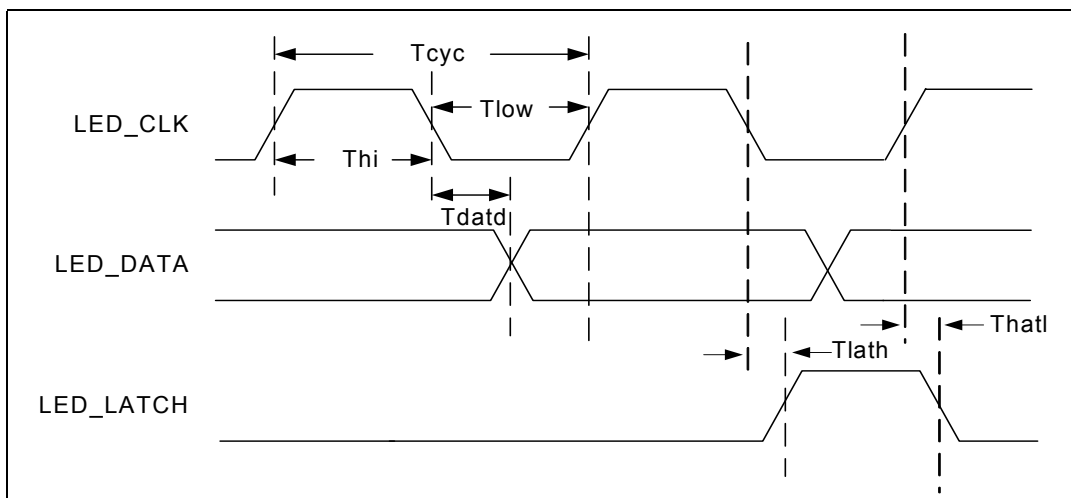 Tcyc
LED_CLK
Tlow
Thi
Tdatd
LED_DATA
Thatl
Tlath
LED_LATCH